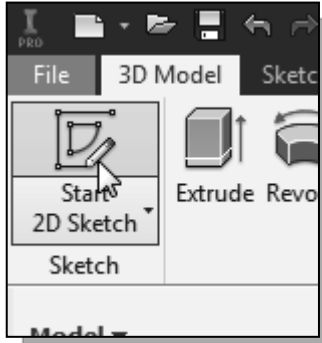 I
PRO
File 3D Model Sketc
Start
2D Sketch
Extrude Revo
Sketch
Model